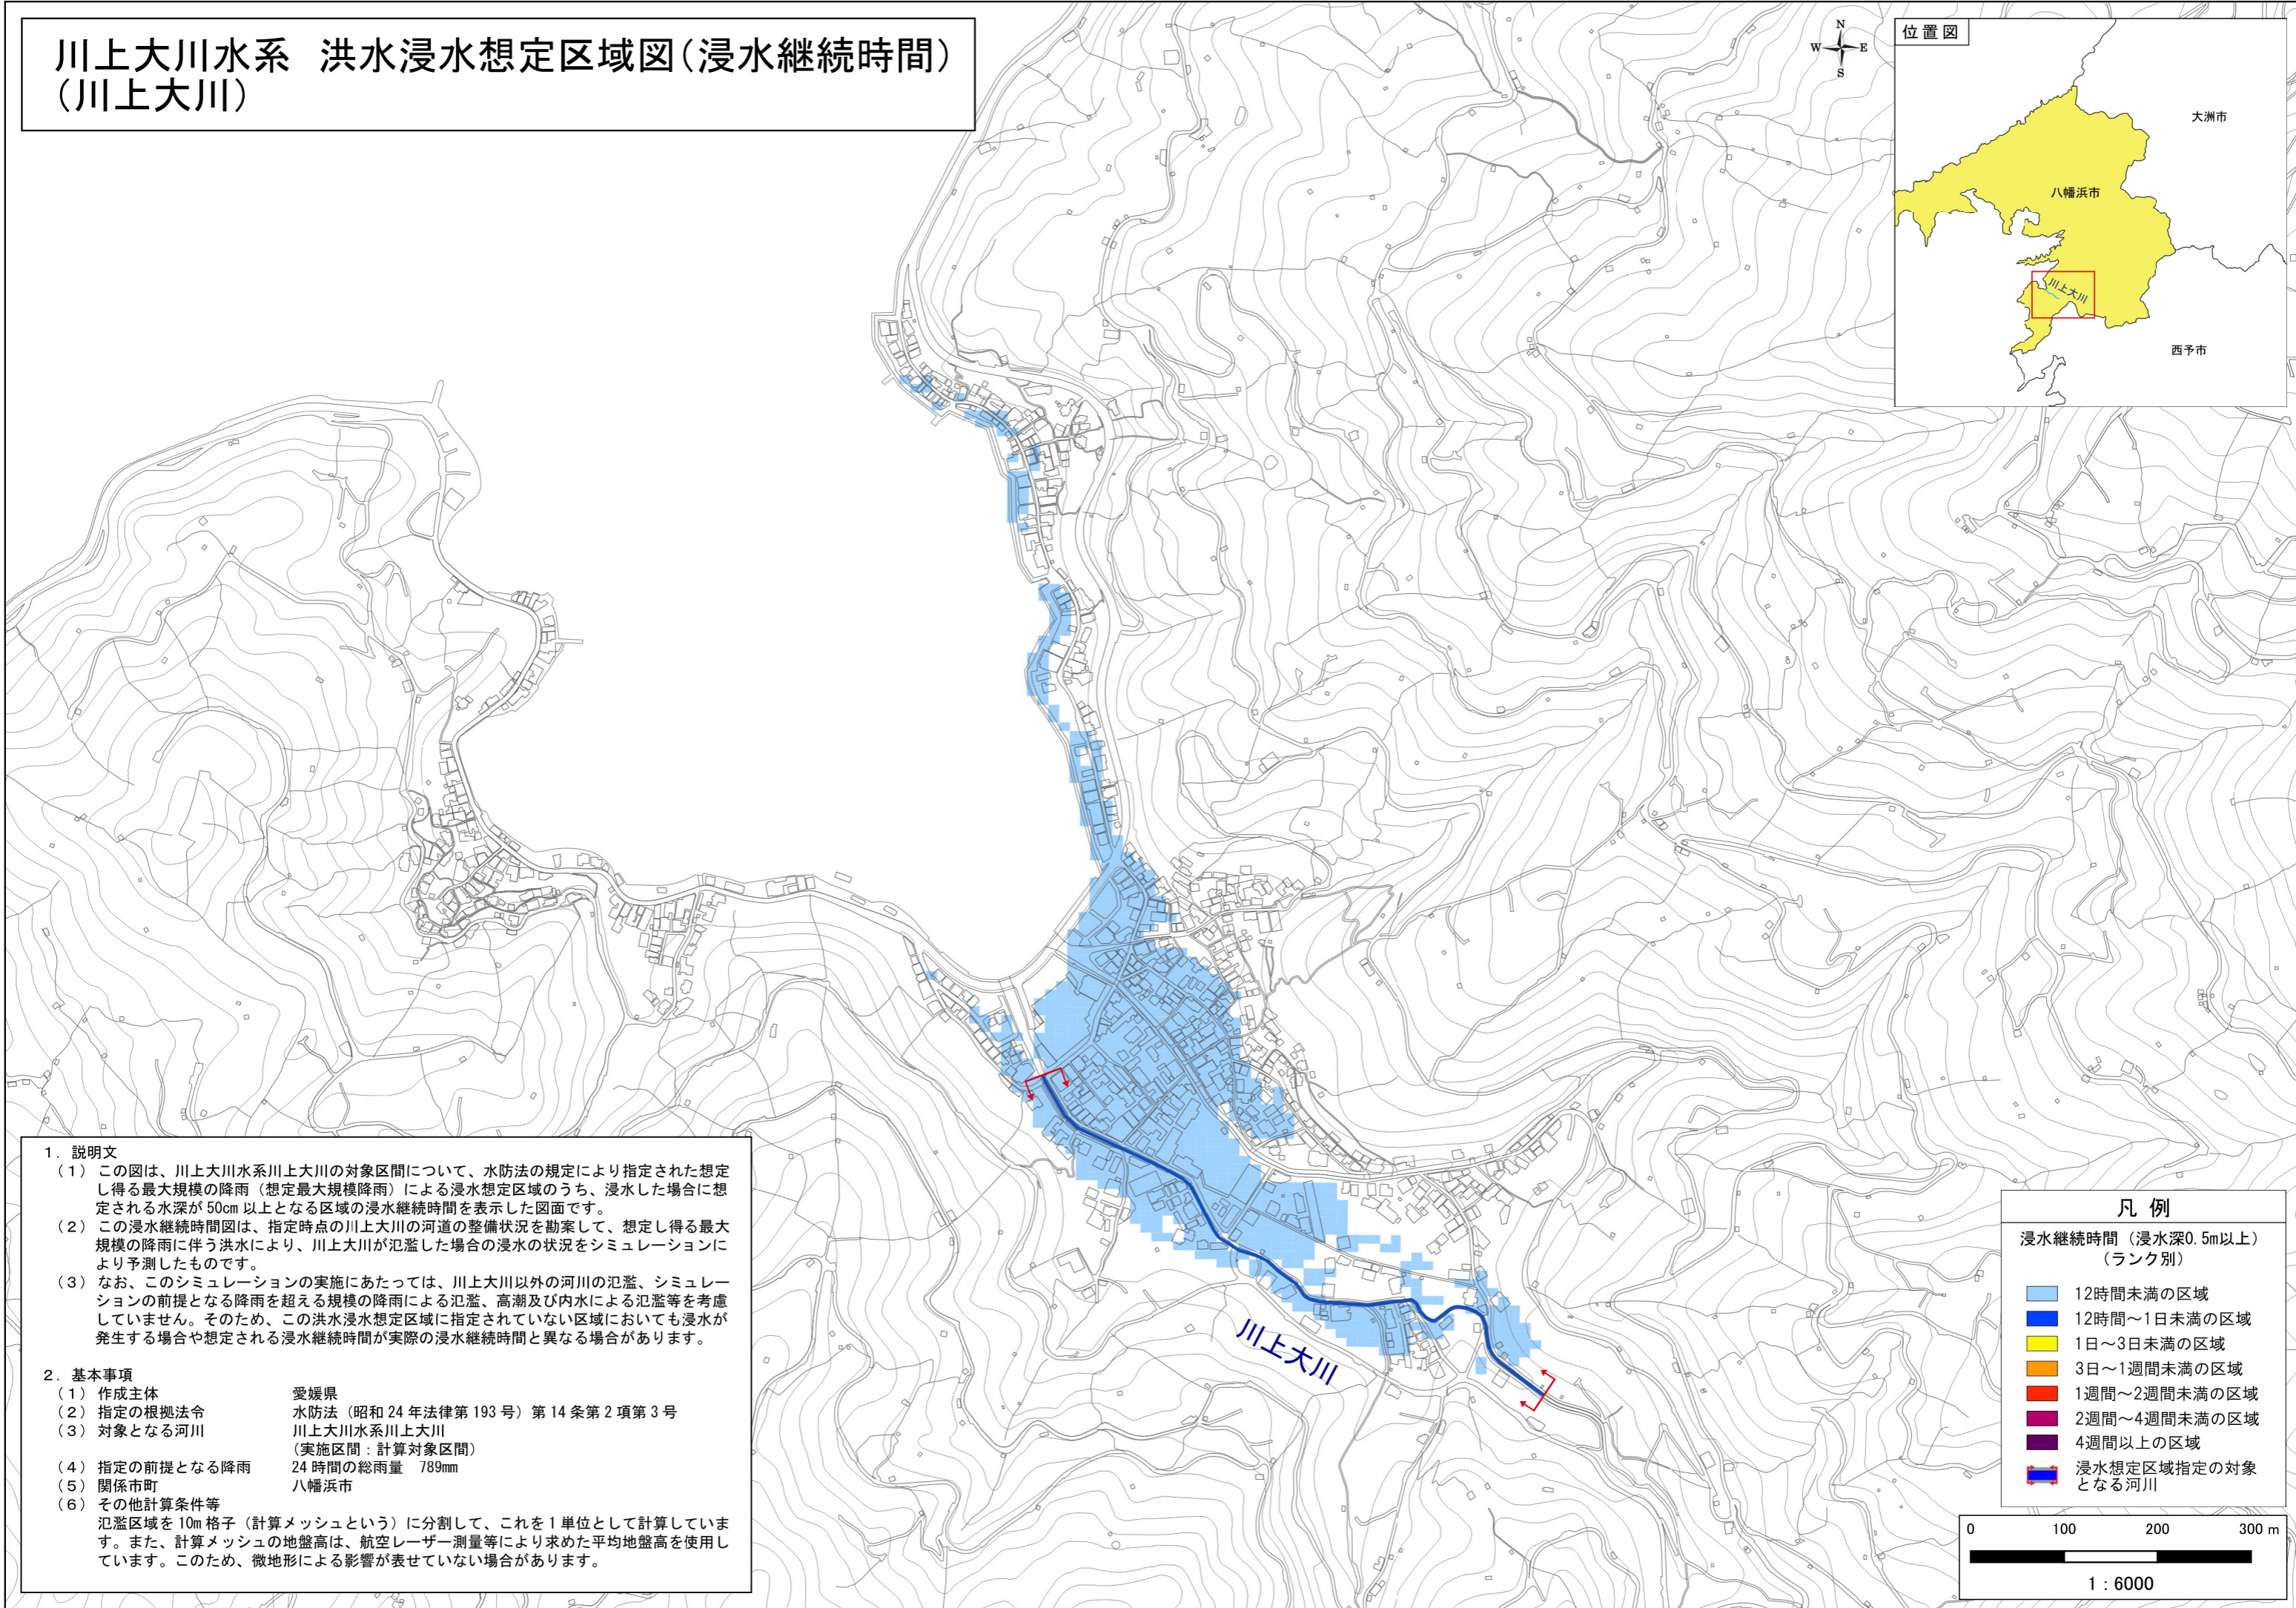 川上大川水系 洪水浸水想定区域図(浸水継続時間)
(川上大川)
N
W E
S
位置図
大洲市
八幡浜市
川上大川
西予市
川上大川
1. 説明文
(1) この図は、川上大川水系川上大川の対象区間について、水防法の規定により指定された想定
し得る最大規模の降雨(想定最大規模降雨)による浸水想定区域のうち、浸水した場合に想
定される水深が50cm以上となる区域の浸水継続時間を表示した図面です。
(2) この浸水継続時間図は、指定時点の川上大川の河道の整備状況を勘案して、想定し得る最大
規模の降雨に伴う洪水により、川上大川が氾濫した場合の浸水の状況をシミュレーションに
より予測したものです。
(3) なお、このシミュレーションの実施にあたっては、川上大川以外の河川の氾濫、シミュレー
ションの前提となる降雨を超える規模の降雨による氾濫、高潮及び内水による氾濫等を考慮
していません。そのため、この洪水浸水想定区域に指定されていない区域においても浸水が
発生する場合や想定される浸水継続時間が実際の浸水継続時間と異なる場合があります。
2. 基本事項
(1) 作成主体 愛媛県
(2) 指定の根拠法令 水防法(昭和24年法律第193号)第14条第2項第3号
(3) 対象となる河川 川上大川水系川上大川
(実施区間:計算対象区間)
(4) 指定の前提となる降雨 24時間の総雨量 789mm
(5) 関係市町 八幡浜市
(6) その他計算条件等
氾濫区域を10m格子(計算メッシュという)に分割して、これを1単位として計算していま
す。また、計算メッシュの地盤高は、航空レーザー測量等により求めた平均地盤高を使用し
ています。このため、微地形による影響が表せていない場合があります。
凡 例
浸水継続時間(浸水深0.5m以上)
(ランク別)
12時間未満の区域
12時間~1日未満の区域
1日~3日未満の区域
3日~1週間未満の区域
1週間~2週間未満の区域
2週間~4週間未満の区域
4週間以上の区域
浸水想定区域指定の対象
となる河川
0 100 200 300 m
1:6000